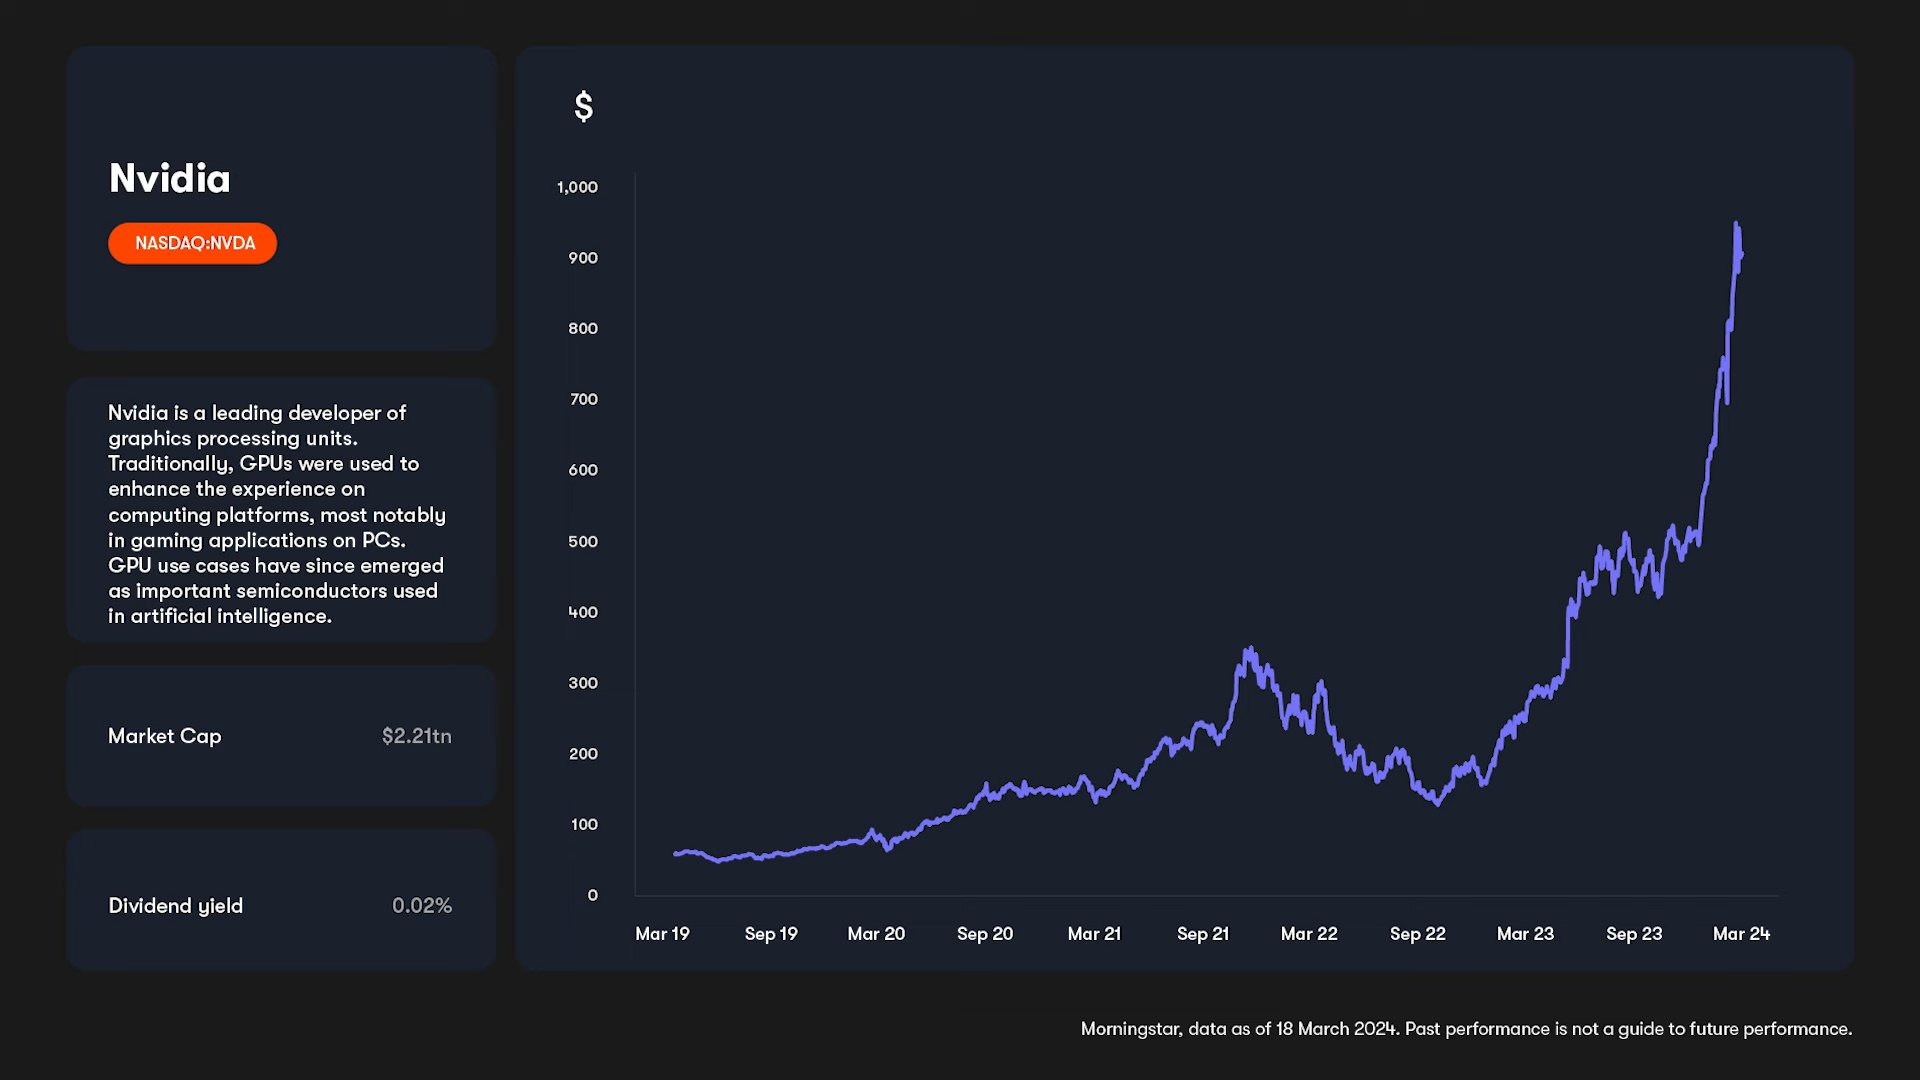 Nvidia
NASDAQ:NVDA
Nvidia is a leading developer of
graphics processing units.
Traditionally, GPUs were used to
enhance the experience on
computing platforms, most notably
in gaming applications on PCs.
GPU use cases have since emerged
as important semiconductors used
in artificial intelligence.
Market Cap $2.21tn
Dividend yield 0.02%
$
1,000
900
800
700
600
500
400
300
200
100
0
Mar 19 Sep 19 Mar 20 Sep 20 Mar 21 Sep 21 Mar 22 Sep 22 Mar 23 Sep 23 Mar 24
Morningstar, data as of 18 March 2024. Past performance is not a guide to future performance.